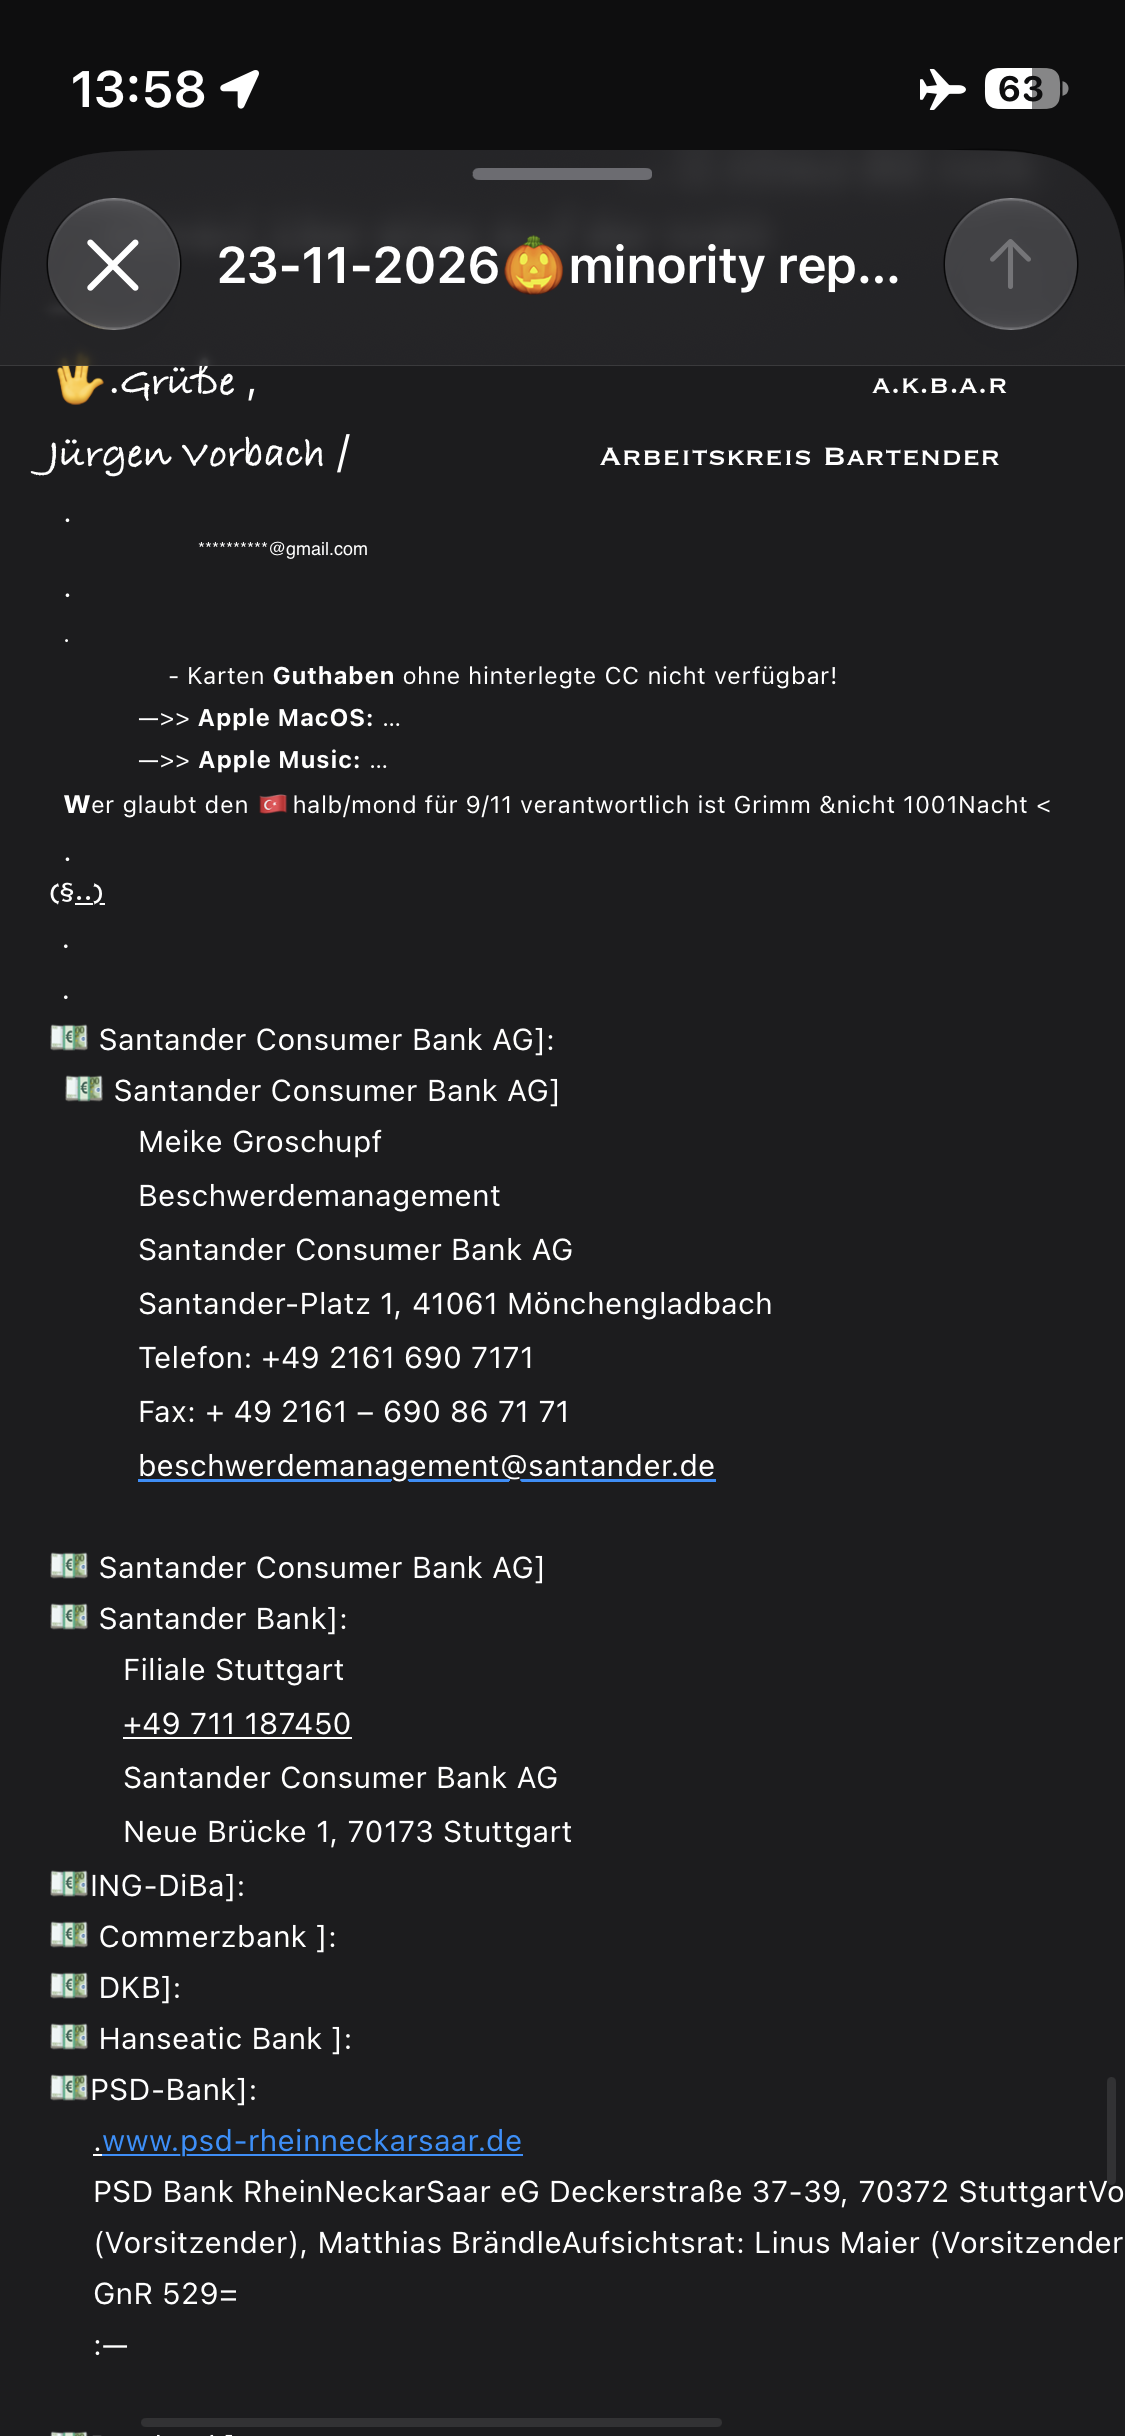 13:58
63
23-11-2026🎃minority rep...
🖖.Grüße ,
A.K.B.A.R
Jürgen Vorbach /
Arbeitskreis Bartender
.
**********@gmail.com
.
.
- Karten Guthaben ohne hinterlegte CC nicht verfügbar!
—>> Apple MacOS: ...
—>> Apple Music: ...
Wer glaubt den 🇹🇷halb/mond für 9/11 verantwortlich ist Grimm &nicht 1001Nacht <
.
(§..)
.
.
💶 Santander Consumer Bank AG]:
💶 Santander Consumer Bank AG]
Meike Groschupf
Beschwerdemanagement
Santander Consumer Bank AG
Santander-Platz 1, 41061 Mönchengladbach
Telefon: +49 2161 690 7171
Fax: + 49 2161 – 690 86 71 71
beschwerdemanagement@santander.de
💶 Santander Consumer Bank AG]
💶 Santander Bank]:
Filiale Stuttgart
+49 711 187450
Santander Consumer Bank AG
Neue Brücke 1, 70173 Stuttgart
💶ING-DiBa]:
💶 Commerzbank ]:
💶 DKB]:
💶 Hanseatic Bank ]:
💶PSD-Bank]:
.www.psd-rheinneckarsaar.de
PSD Bank RheinNeckarSaar eG Deckerstraße 37-39, 70372 StuttgartVo
(Vorsitzender), Matthias BrändleAufsichtsrat: Linus Maier (Vorsitzender
GnR 529=
:—